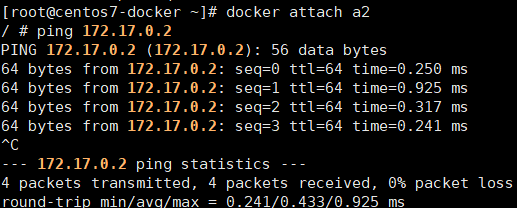 [root@centos7-docker ~]# docker attach a2
/ # ping 172.17.0.2
PING 172.17.0.2 (172.17.0.2): 56 data bytes
64 bytes from 172.17.0.2: seq=0 ttl=64 time=0.250 ms
64 bytes from 172.17.0.2: seq=1 ttl=64 time=0.925 ms
64 bytes from 172.17.0.2: seq=2 ttl=64 time=0.317 ms
64 bytes from 172.17.0.2: seq=3 ttl=64 time=0.241 ms
^C
--- 172.17.0.2 ping statistics ---
4 packets transmitted, 4 packets received, 0% packet loss
round-trip min/avg/max = 0.241/0.433/0.925 ms